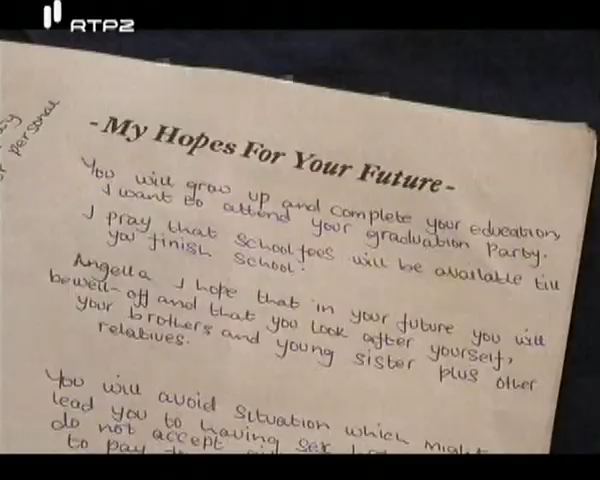 RTP2
personal
- My Hopes For Your Future -
You will grow up and complete your education,
I want to attend your graduation Party.
I pray that school fees will be available till
you finish school.
Angella I hope that in your future you will
be well-off and that you look after yourself,
your brothers and young sister plus other
relatives.
You will avoid situation which might
lead you to having sex
do not accept
to pay